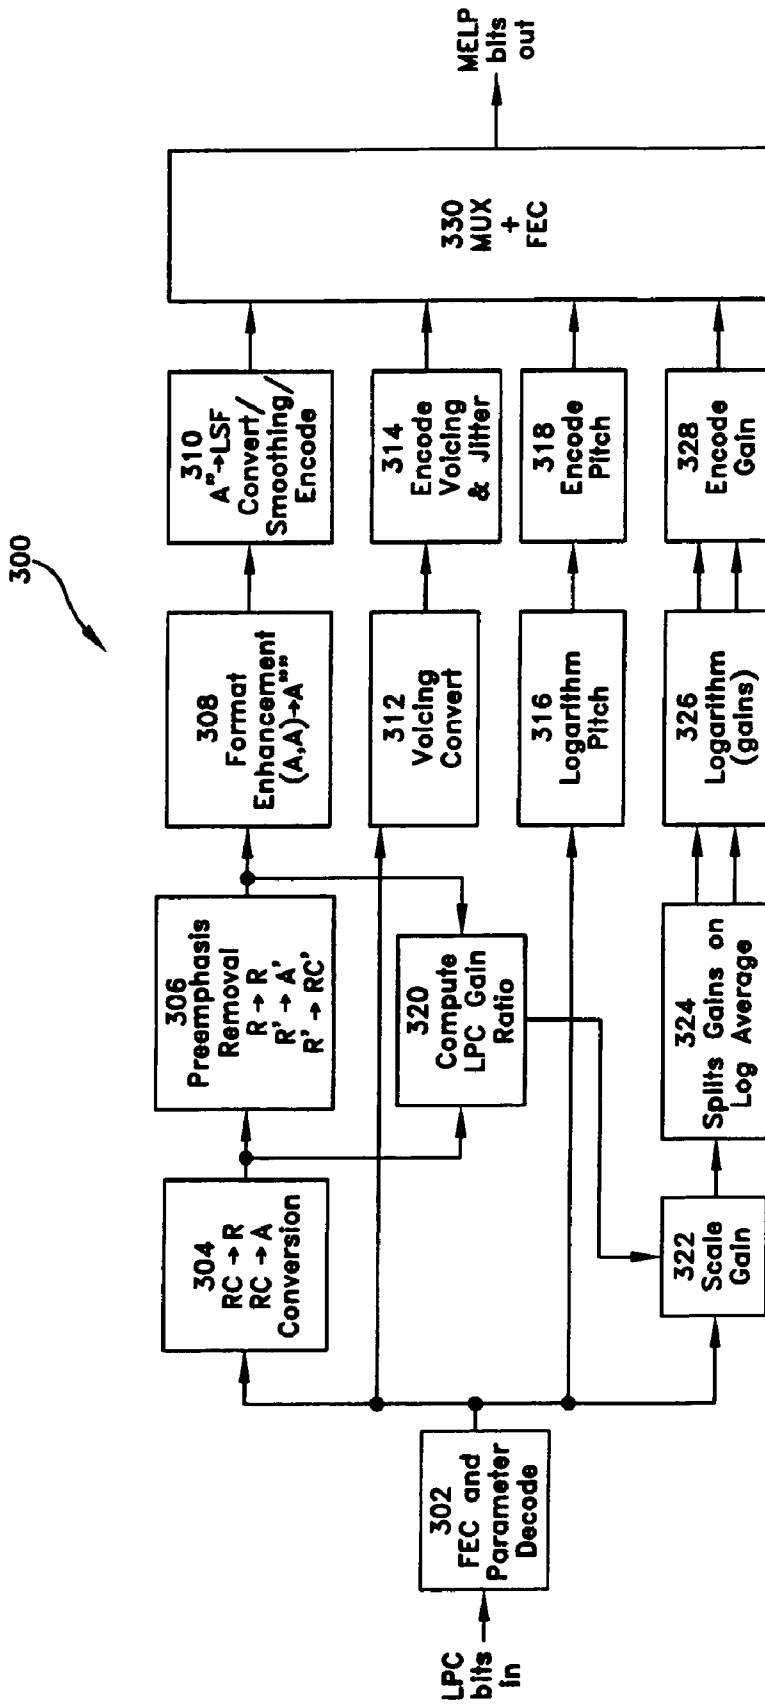 300
LPC
bits
in
302
FEC and
Parameter
Decode
304
RC → R
RC → A
Conversion
306
Preemphasis
Removal
R → R
R' → A'
R' → RC'
308
Format
Enhancement
(A,A)→A""
310
A"→LSF
Convert/
Smoothing/
Encode
312
Voicing
Convert
314
Encode
Voicing
& Jitter
316
Logarithm
Pitch
318
Encode
Pitch
320
Compute
LPC Gain
Ratio
322
Scale
Gain
324
Splits Gains on
Log Average
326
Logarithm
(gains)
328
Encode
Gain
330
MUX
+
FEC
MELP
bits
out